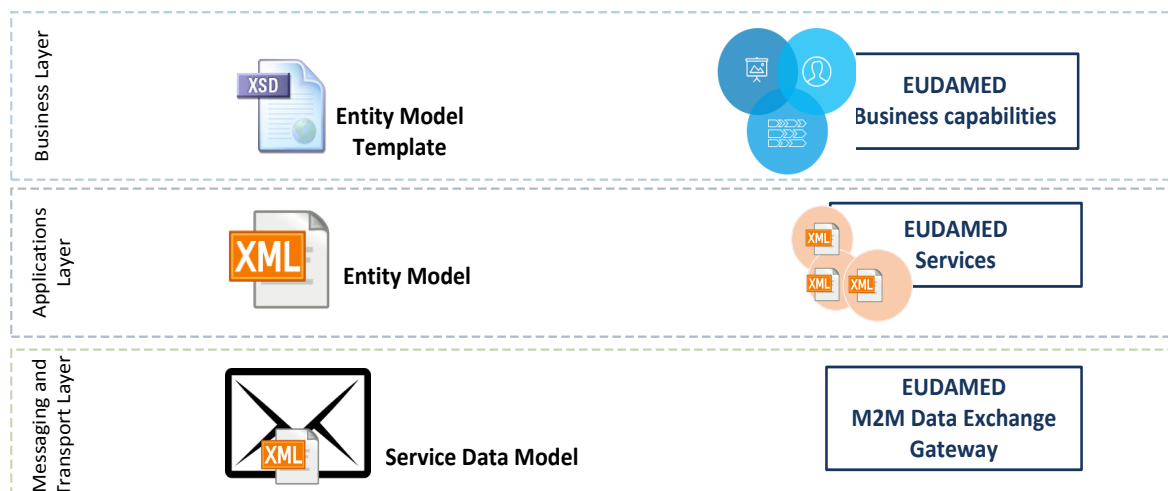 Business Layer
XSD
Entity Model
Template
EUDAMED
Business capabilities
Applications
Layer
XML
Entity Model
XML
XML
XML
EUDAMED
Services
Messaging and
Transport Layer
XML
Service Data Model
EUDAMED
M2M Data Exchange
Gateway